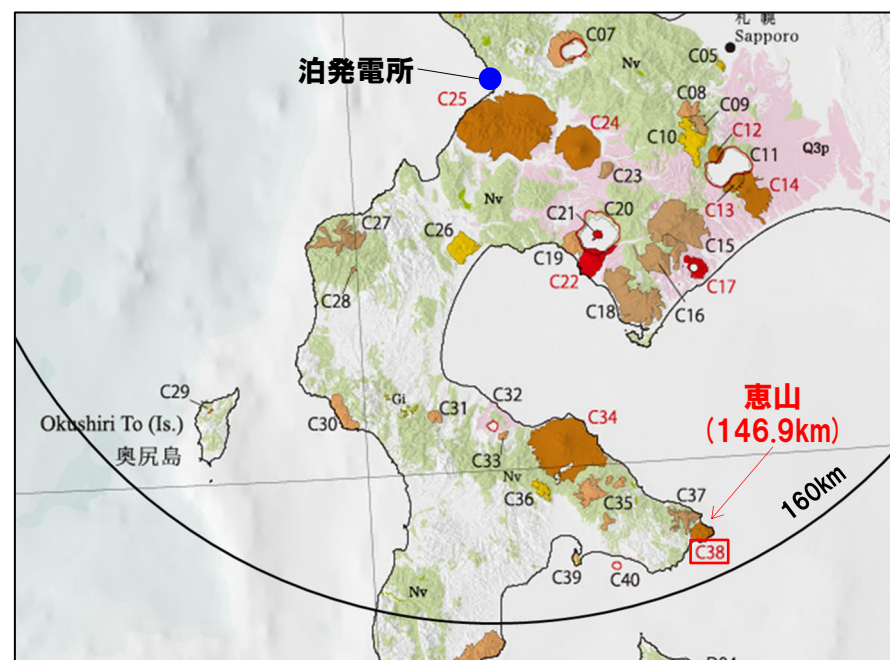 札 幌
Sapporo
C07
C05
Nv
泊発電所
C25
C08
C09
C24
C10
C12
C11
Q3p
C23
C14
C13
Nv
C21
C20
C27
C26
C19
C15
C22
C17
C28
C16
C18
C29
Okushiri To (Is.)
奥尻島
C30
Gi
C31
C32
C34
恵山
(146.9km)
C33
Nv
C36
C35
C37
160km
C38
C39
C40
Nv